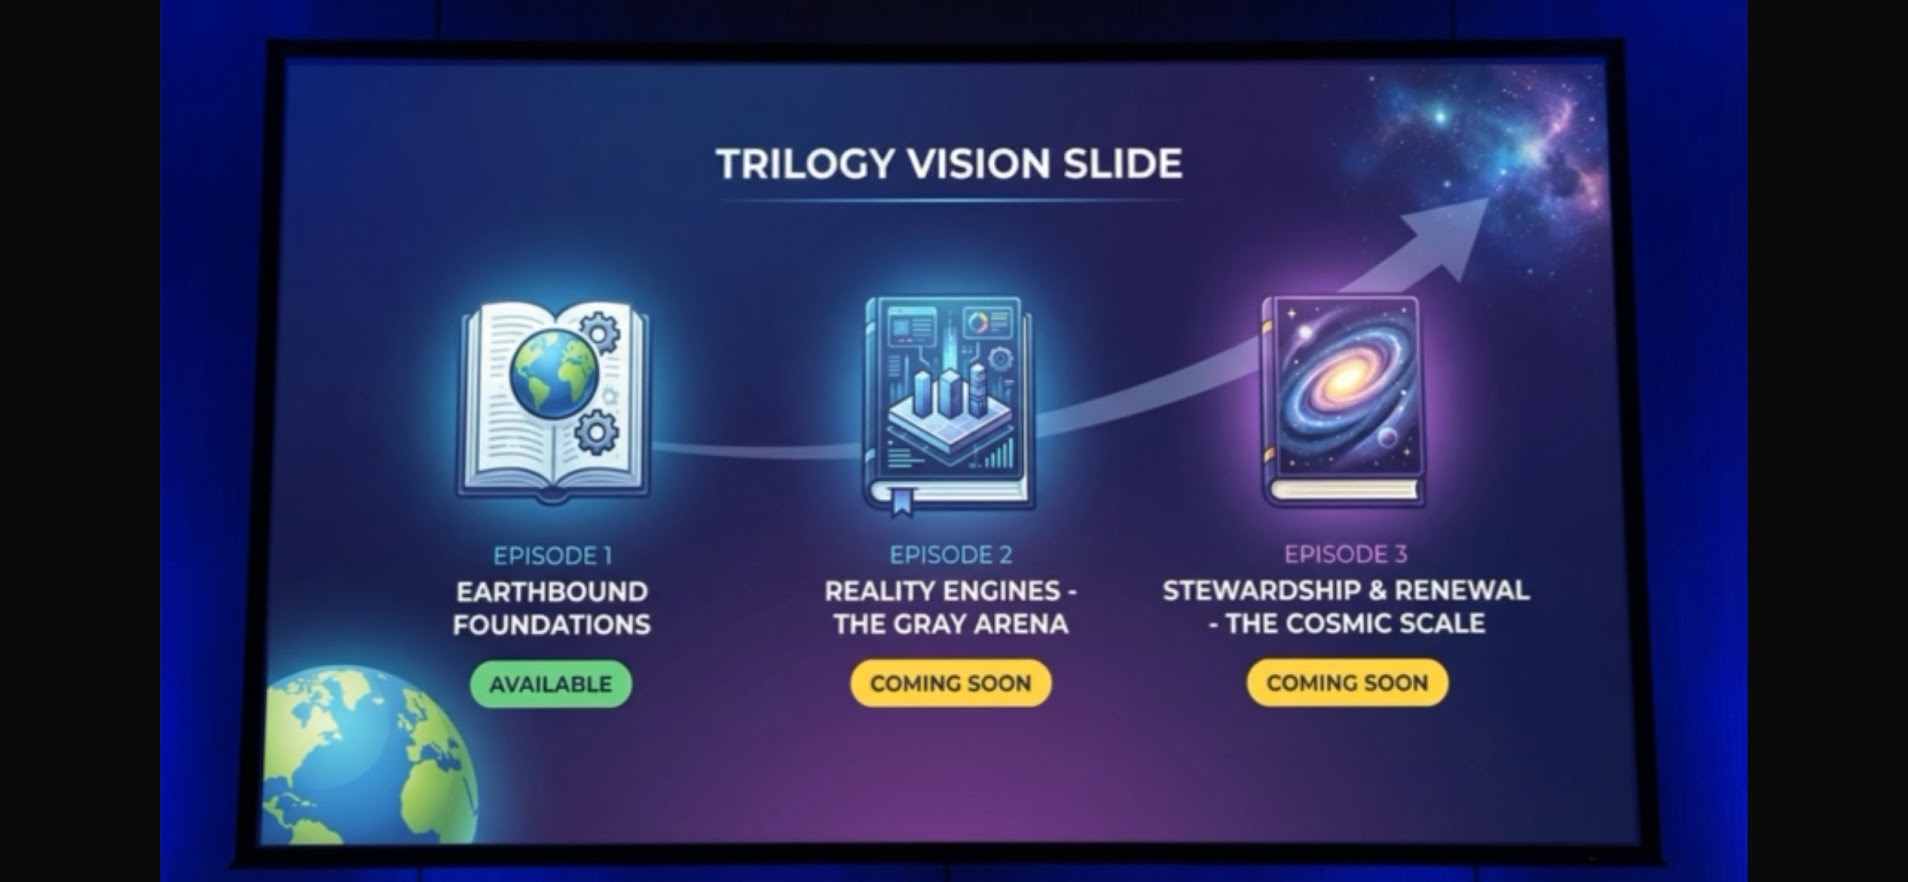 TRILOGY VISION SLIDE
EPISODE 1
EARTHBOUND
FOUNDATIONS
AVAILABLE
EPISODE 2
REALITY ENGINES -
THE GRAY ARENA
COMING SOON
EPISODE 3
STEWARDSHIP & RENEWAL
- THE COSMIC SCALE
COMING SOON